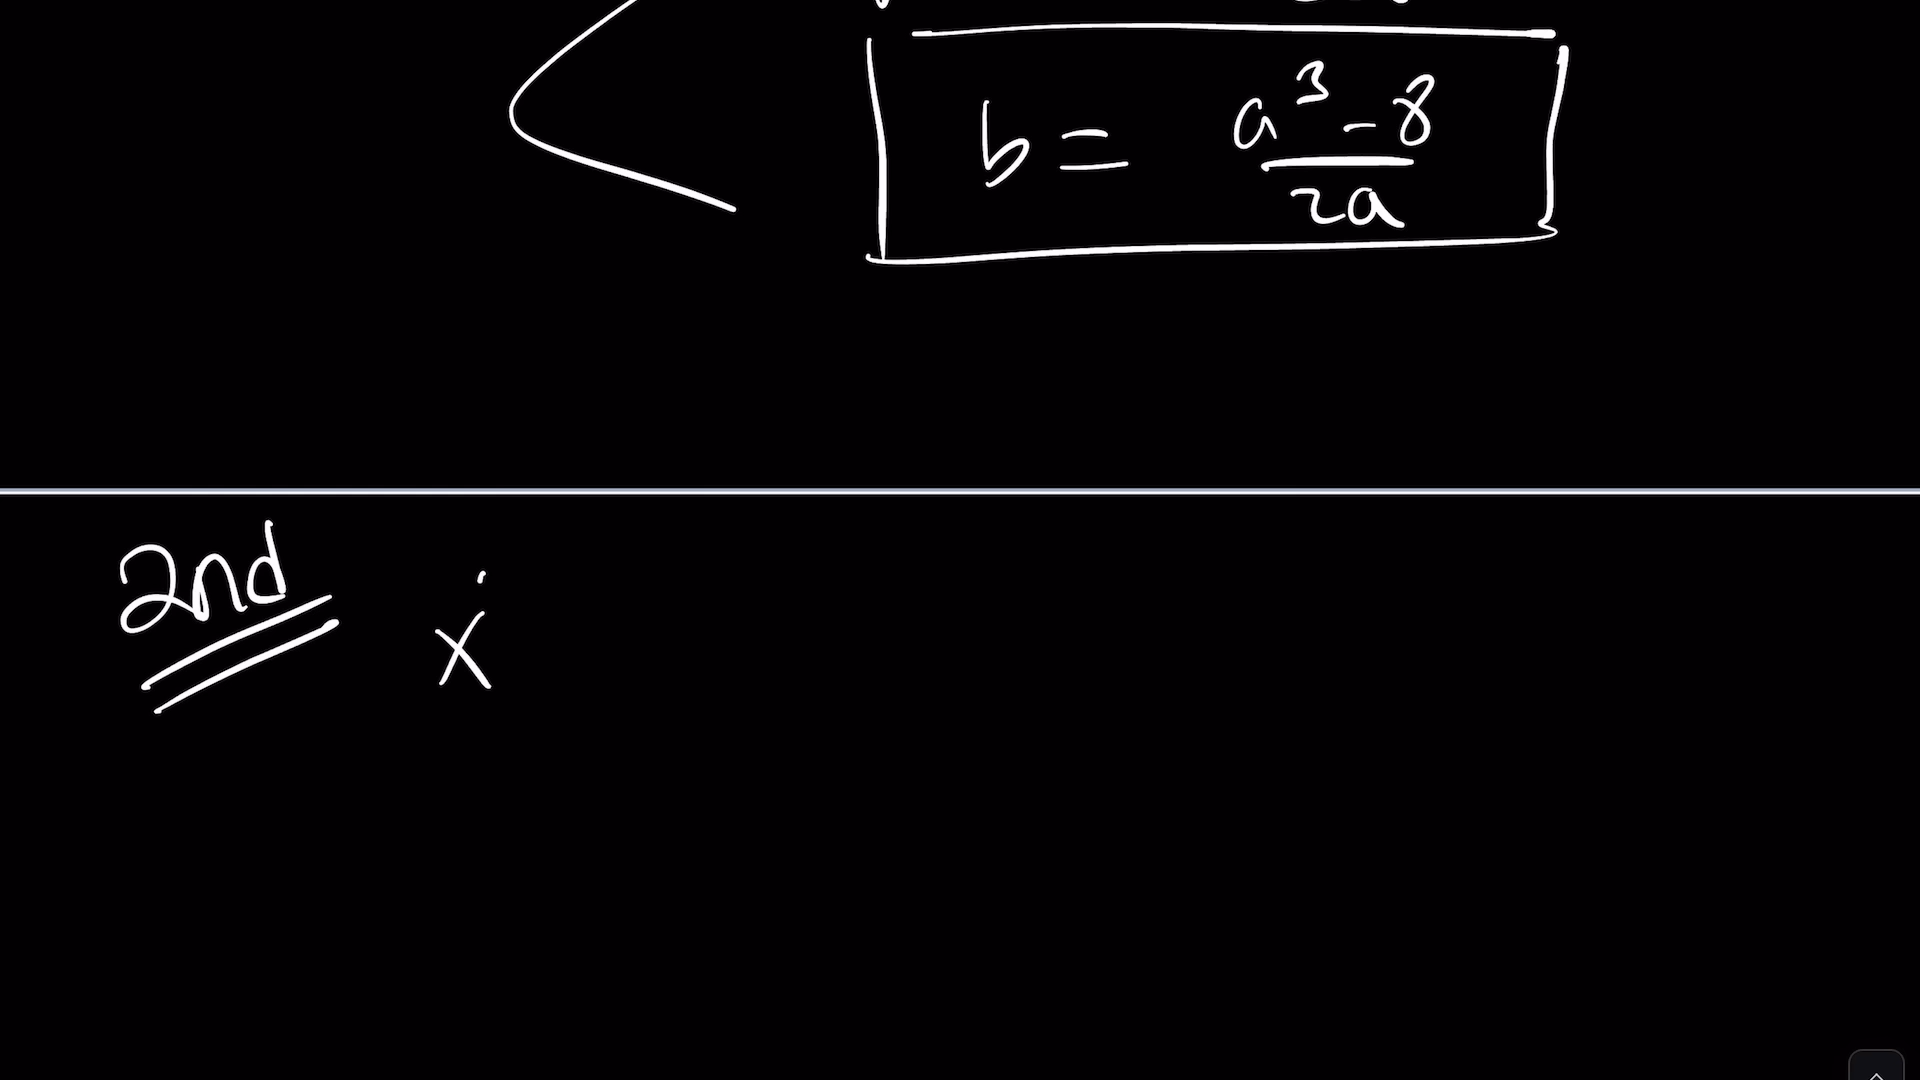 b = a³ - 8 / 2a
2nd x